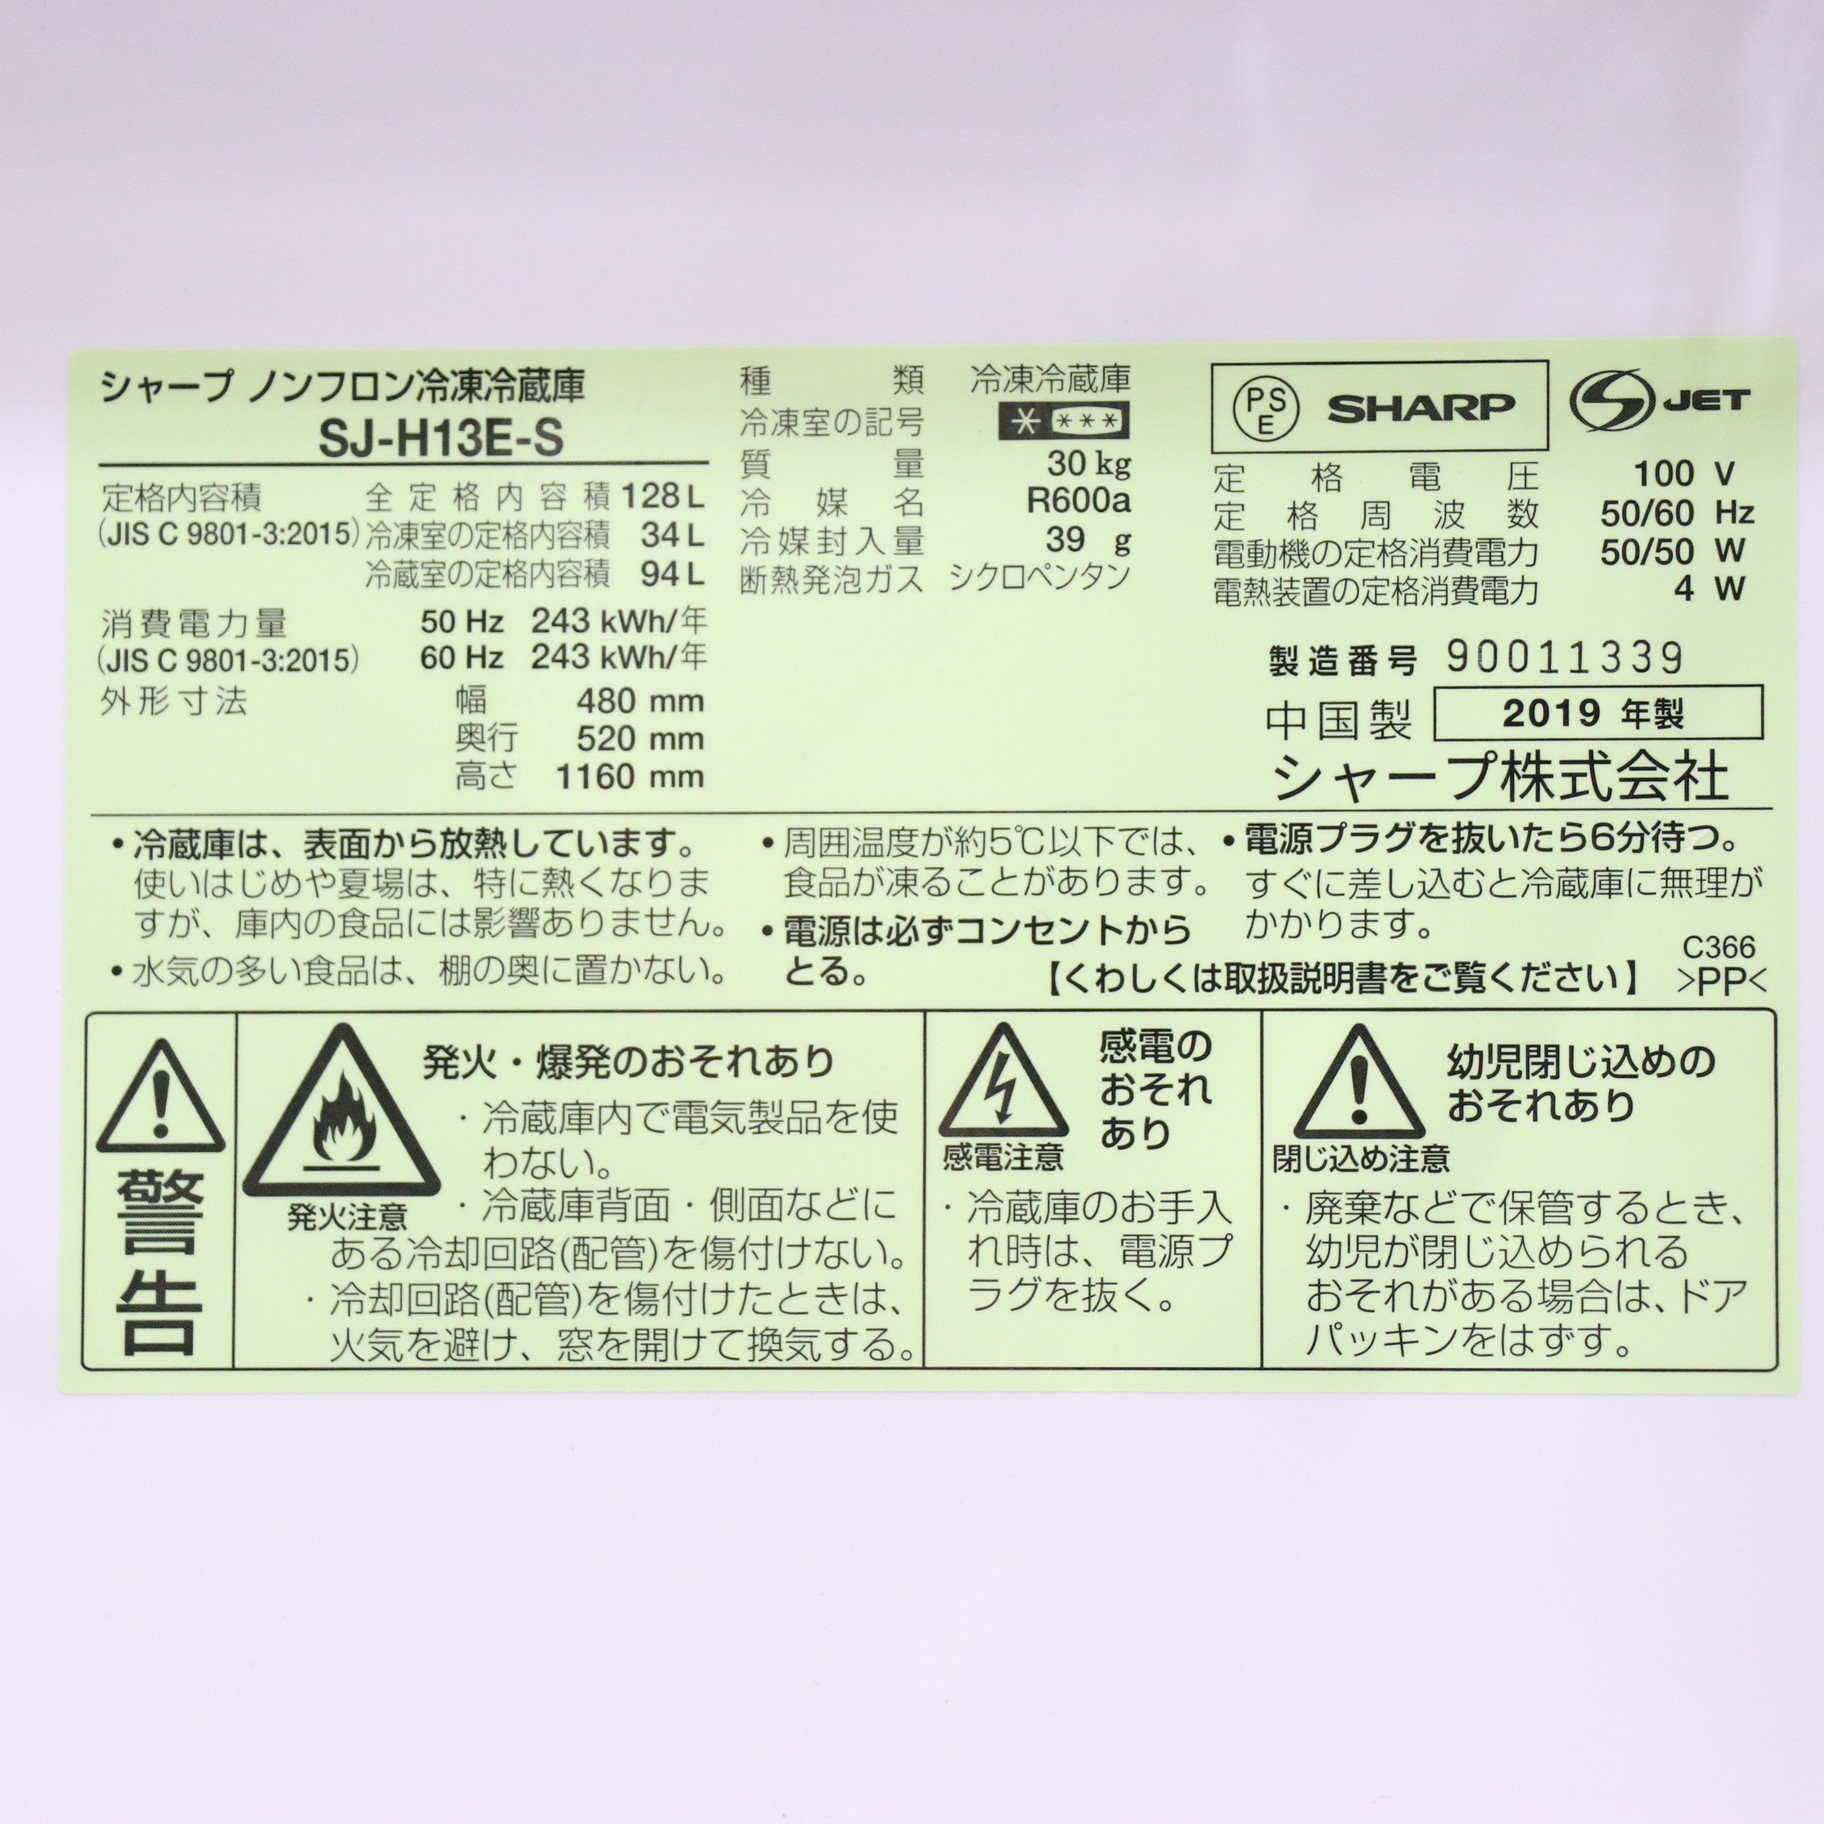 シャープ ノンフロン冷凍冷蔵庫
SJ-H13E-S
定格内容積 全定格内容積 128 L
(JIS C 9801-3:2015) 冷凍室の定格内容積 34 L
冷蔵室の定格内容積 94 L
消費電力量 50 Hz 243 kWh/年
(JIS C 9801-3:2015) 60 Hz 243 kWh/年
外形寸法 幅 480 mm
奥行 520 mm
高さ 1160 mm
種類 冷凍冷蔵庫
冷凍室の記号 * ***
質量 30 kg
冷媒名 R600a
冷媒封入量 39 g
断熱発泡ガス シクロペンタン
PSE SHARP JET
定格電圧 100 V
定格周波数 50/60 Hz
電動機の定格消費電力 50/50 W
電熱装置の定格消費電力 4 W
製造番号 90011339
中国製 2019 年製
シャープ株式会社
・冷蔵庫は、表面から放熱しています。
使いはじめや夏場は、特に熱くなりま
すが、庫内の食品には影響ありません。
・水気の多い食品は、棚の奥に置かない。
・周囲温度が約5℃以下では、
食品が凍ることがあります。
・電源は必ずコンセントから
とる。
・電源プラグを抜いたら6分待つ。
すぐに差し込むと冷蔵庫に無理が
かかります。
【くわしくは取扱説明書をご覧ください】
C366
>PP<
警告
発火注意
発火・爆発のおそれあり
・冷蔵庫内で電気製品を使
わない。
・冷蔵庫背面・側面などに
ある冷却回路(配管)を傷付けない。
・冷却回路(配管)を傷付けたときは、
火気を避け、窓を開けて換気する。
感電注意
感電の
おそれ
あり
・冷蔵庫のお手入
れ時は、電源プ
ラグを抜く。
閉じ込め注意
幼児閉じ込めの
おそれあり
・廃棄などで保管するとき、
幼児が閉じ込められる
おそれがある場合は、ドア
パッキンをはずす。